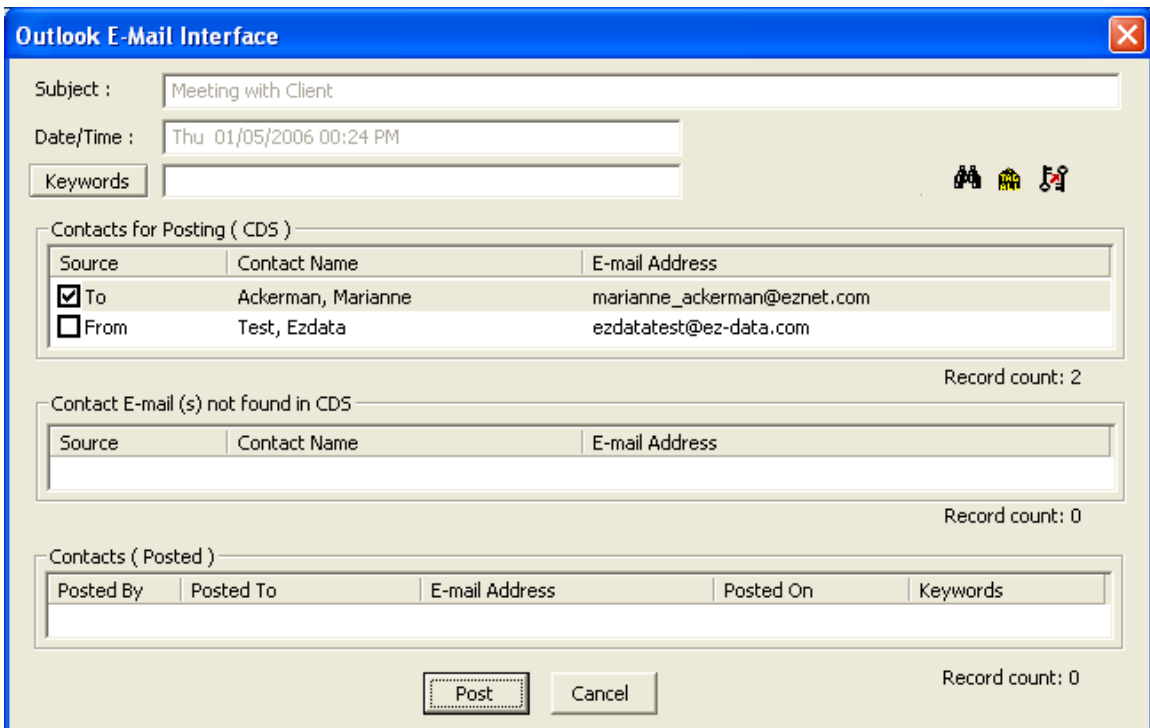 Outlook E-Mail Interface
Subject : Meeting with Client
Date/Time : Thu 01/05/2006 00:24 PM
Keywords
Contacts for Posting ( CDS )
Source Contact Name E-mail Address
To Ackerman, Marianne marianne_ackerman@eznet.com
From Test, Ezdata ezdatatest@ez-data.com
Record count: 2
Contact E-mail (s) not found in CDS
Source Contact Name E-mail Address
Record count: 0
Contacts ( Posted )
Posted By Posted To E-mail Address Posted On Keywords
Record count: 0
Post Cancel